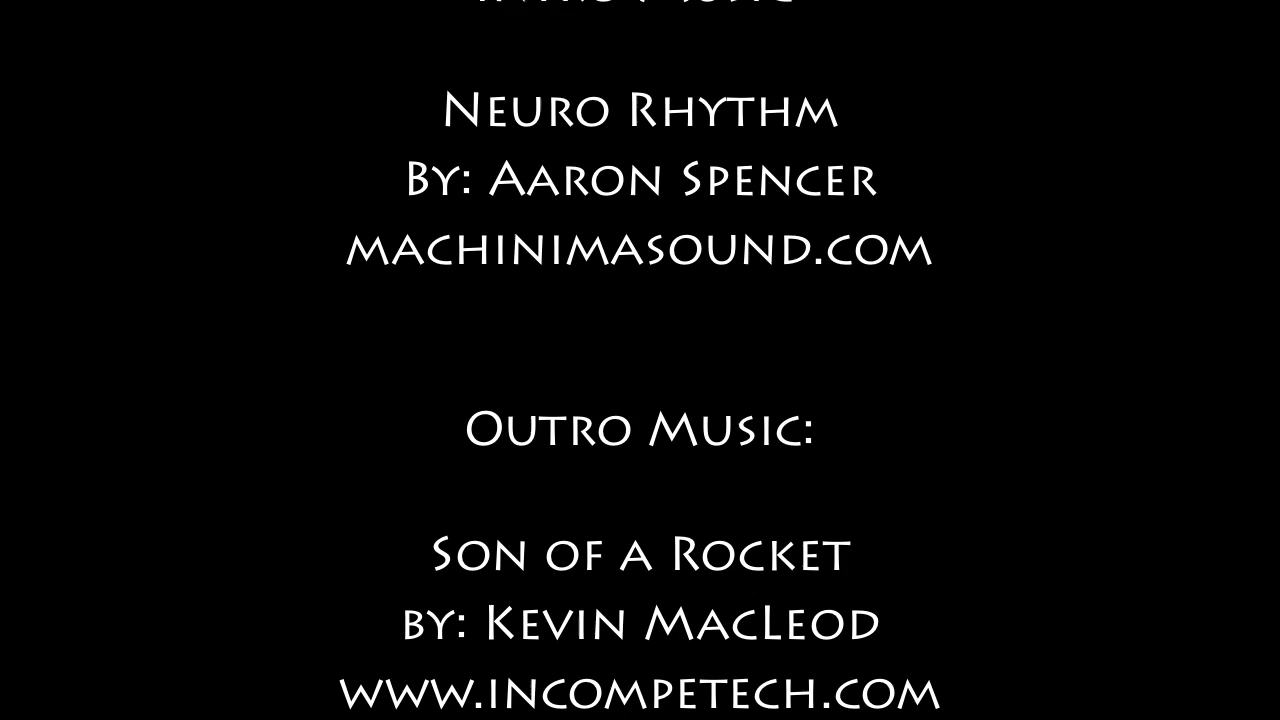 Neuro Rhythm
By: Aaron Spencer
machinimasound.com
Outro Music:
Son of a Rocket
by: Kevin MacLeod
www.incompetech.com